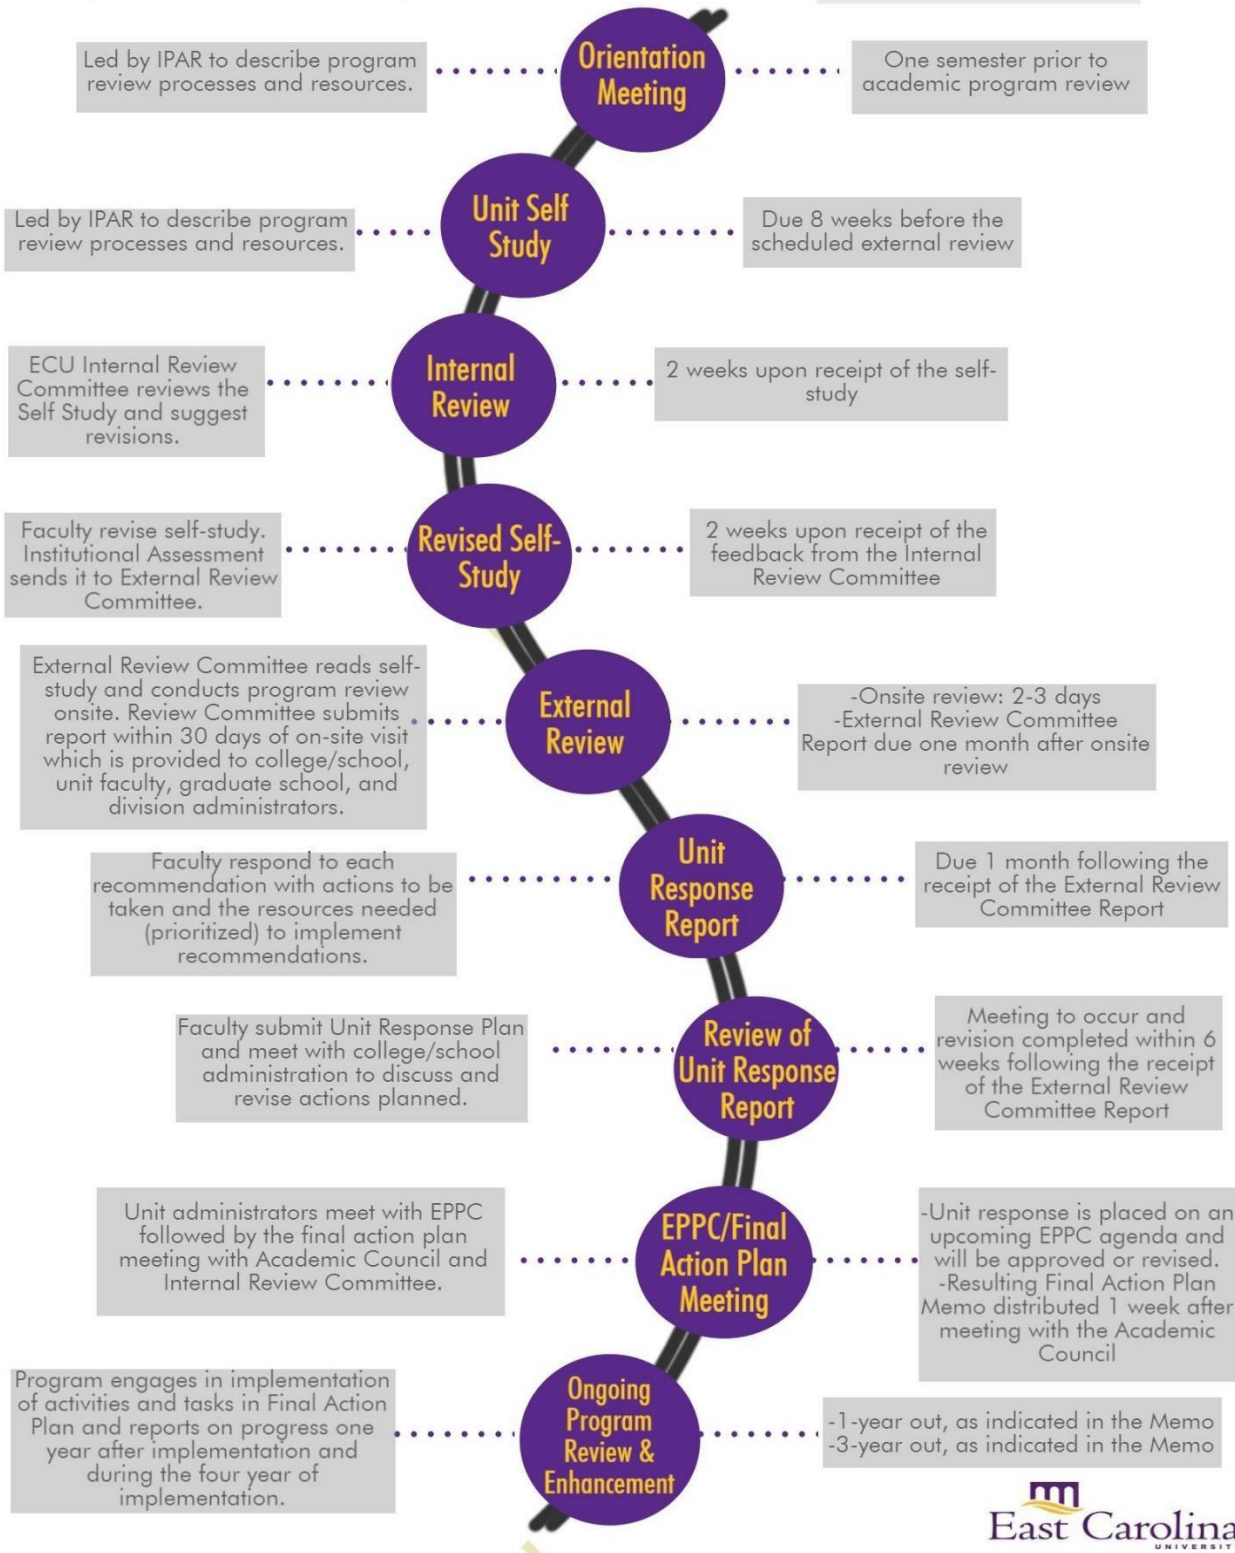 Led by IPAR to describe program
review processes and resources.
Orientation
Meeting
One semester prior to
academic program review
Led by IPAR to describe program
review processes and resources.
Unit Self
Study
Due 8 weeks before the
scheduled external review
ECU Internal Review
Committee reviews the
Self Study and suggest
revisions.
Internal
Review
2 weeks upon receipt of the self-
study
Faculty revise self-study.
Institutional Assessment
sends it to External Review
Committee.
Revised Self-
Study
2 weeks upon receipt of the
feedback from the Internal
Review Committee
External Review Committee reads self-
study and conducts program review
onsite. Review Committee submits
report within 30 days of on-site visit
which is provided to college/school,
unit faculty, graduate school, and
division administrators.
External
Review
-Onsite review: 2-3 days
-External Review Committee
Report due one month after onsite
review
Faculty respond to each
recommendation with actions to be
taken and the resources needed
(prioritized) to implement
recommendations.
Unit
Response
Report
Due 1 month following the
receipt of the External Review
Committee Report
Faculty submit Unit Response Plan
and meet with college/school
administration to discuss and
revise actions planned.
Review of
Unit Response
Report
Meeting to occur and
revision completed within 6
weeks following the receipt
of the External Review
Committee Report
Unit administrators meet with EPPC
followed by the final action plan
meeting with Academic Council and
Internal Review Committee.
EPPC/Final
Action Plan
Meeting
-Unit response is placed on an
upcoming EPPC agenda and
will be approved or revised.
-Resulting Final Action Plan
Memo distributed 1 week after
meeting with the Academic
Council
Program engages in implementation
of activities and tasks in Final Action
Plan and reports on progress one
year after implementation and
during the four year of
implementation.
Ongoing
Program
Review &
Enhancement
-1-year out, as indicated in the Memo
-3-year out, as indicated in the Memo
East Carolina
UNIVERSIT